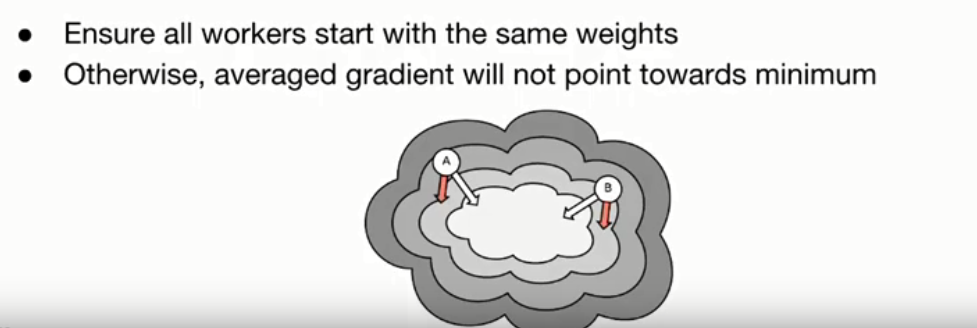 ● Ensure all workers start with the same weights
● Otherwise, averaged gradient will not point towards minimum
A
B